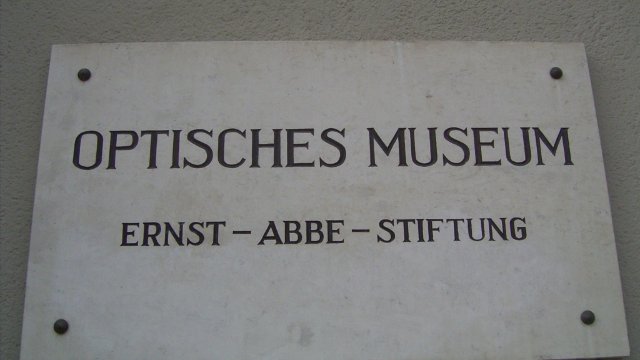 OPTISCHES MUSEUM
ERNST – ABBE – STIFTUNG